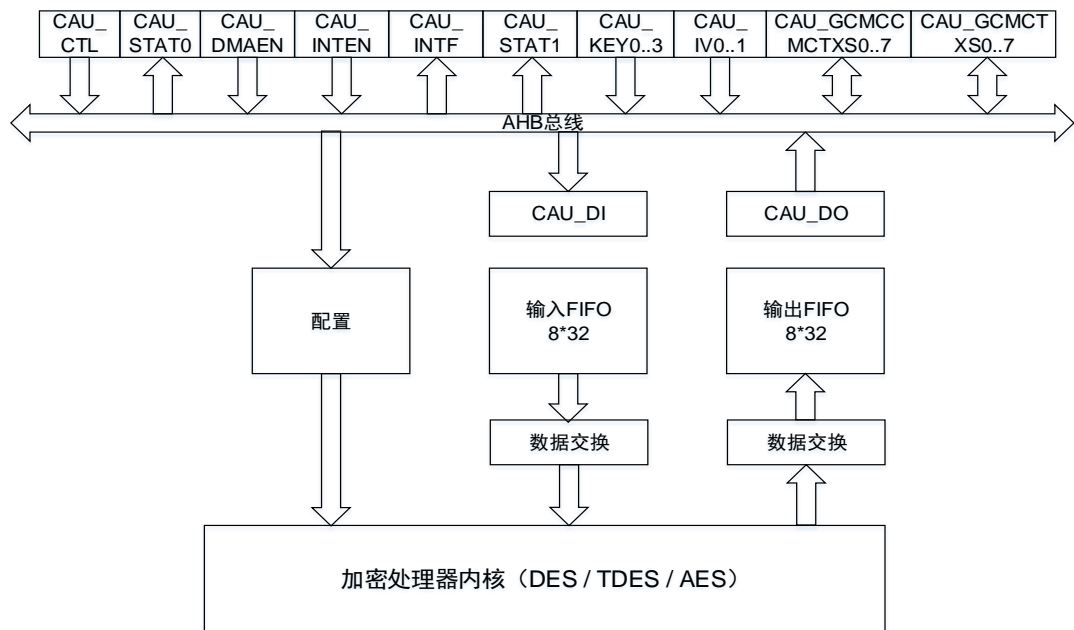 CAU_
CTL
CAU_
STAT0
CAU_
DMAEN
CAU_
INTEN
CAU_
INTF
CAU_
STAT1
CAU_
KEY0..3
CAU_
IV0..1
CAU_GCMCC
MCTXS0..7
CAU_GCMCT
XS0..7
AHB总线
CAU_DI
CAU_DO
配置
输入FIFO
8*32
输出FIFO
8*32
数据交换
数据交换
加密处理器内核（DES / TDES / AES）